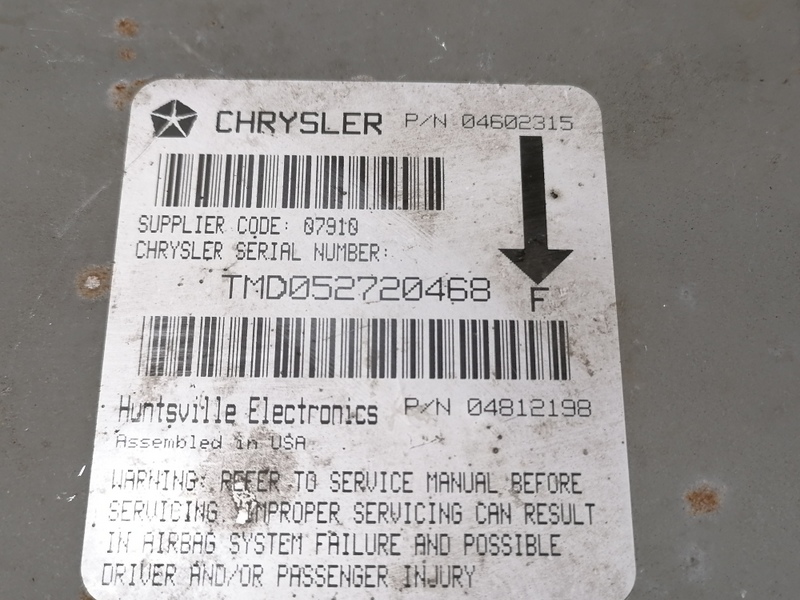 CHRYSLER P/N 04602315
SUPPLIER CODE: 07910
CHRYSLER SERIAL NUMBER:
TMD052720468
F
Huntsville Electronics P/N 04812198
Assembled in USA
WARNING: REFER TO SERVICE MANUAL BEFORE
SERVICING IMPROPER SERVICING CAN RESULT
IN AIRBAG SYSTEM FAILURE AND POSSIBLE
DRIVER AND/OR PASSENGER INJURY